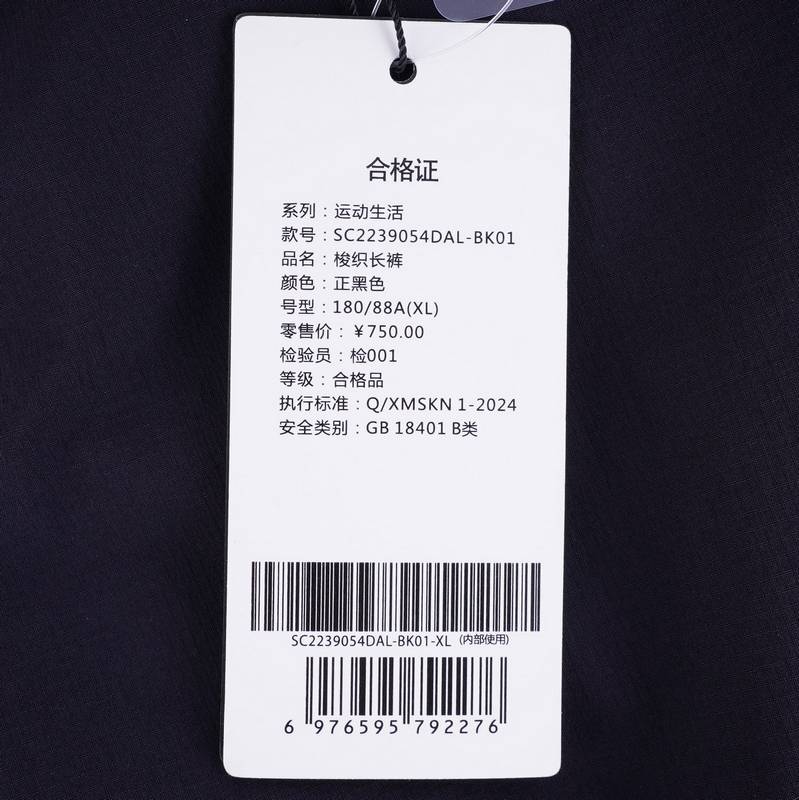 合格证
系列：运动生活
款号：SC2239054DAL-BK01
品名：梭织长裤
颜色：正黑色
号型：180/88A(XL)
零售价：￥750.00
检验员：检001
等级：合格品
执行标准：Q/XMSKN 1-2024
安全类别：GB 18401 B类
SC2239054DAL-BK01-XL (内部使用)
6 976595 792276